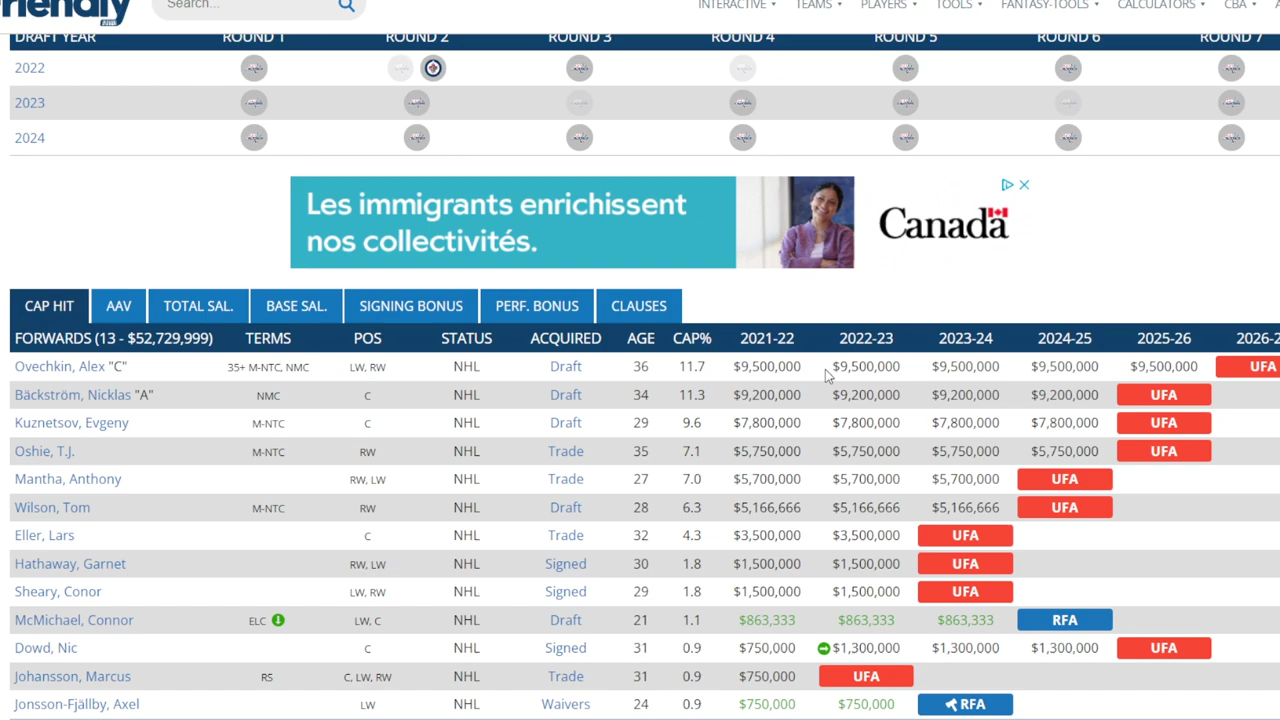 Friendly
Search...
INTERACTIVE TEAMS PLAYERS TOOLS FANTASY-TOOLS CALCULATORS CBA
DRAFT YEAR ROUND 1 ROUND 2 ROUND 3 ROUND 4 ROUND 5 ROUND 6 ROUND 7
2022
2023
2024
Les immigrants enrichissent
nos collectivités.
Canada
CAP HIT AAV TOTAL SAL. BASE SAL. SIGNING BONUS PERF. BONUS CLAUSES
FORWARDS (13 - $52,729,999) TERMS POS STATUS ACQUIRED AGE CAP% 2021-22 2022-23 2023-24 2024-25 2025-26 2026-2
Ovechkin, Alex "C" 35+ M-NTC, NMC LW, RW NHL Draft 36 11.7 $9,500,000 $9,500,000 $9,500,000 $9,500,000 $9,500,000 UFA
Bäckström, Nicklas "A" NMC C NHL Draft 34 11.3 $9,200,000 $9,200,000 $9,200,000 $9,200,000 UFA
Kuznetsov, Evgeny M-NTC C NHL Draft 29 9.6 $7,800,000 $7,800,000 $7,800,000 $7,800,000 UFA
Oshie, T.J. M-NTC RW NHL Trade 35 7.1 $5,750,000 $5,750,000 $5,750,000 $5,750,000 UFA
Mantha, Anthony RW, LW NHL Trade 27 7.0 $5,700,000 $5,700,000 $5,700,000 UFA
Wilson, Tom M-NTC RW NHL Draft 28 6.3 $5,166,666 $5,166,666 $5,166,666 UFA
Eller, Lars C NHL Trade 32 4.3 $3,500,000 $3,500,000 UFA
Hathaway, Garnet RW, LW NHL Signed 30 1.8 $1,500,000 $1,500,000 UFA
Sheary, Conor LW, RW NHL Signed 29 1.8 $1,500,000 $1,500,000 UFA
McMichael, Connor ELC LW, C NHL Draft 21 1.1 $863,333 $863,333 $863,333 RFA
Dowd, Nic C NHL Signed 31 0.9 $750,000 $1,300,000 $1,300,000 $1,300,000 UFA
Johansson, Marcus RS C, LW, RW NHL Trade 31 0.9 $750,000 UFA
Jonsson-Fjällby, Axel LW NHL Waivers 24 0.9 $750,000 $750,000 RFA